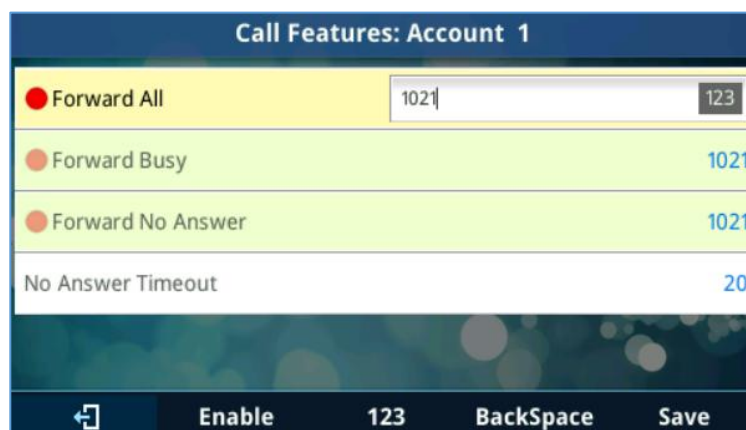 Call Features: Account 1
Forward All 1021 123
Forward Busy 1021
Forward No Answer 1021
No Answer Timeout 20
Enable 123 BackSpace Save